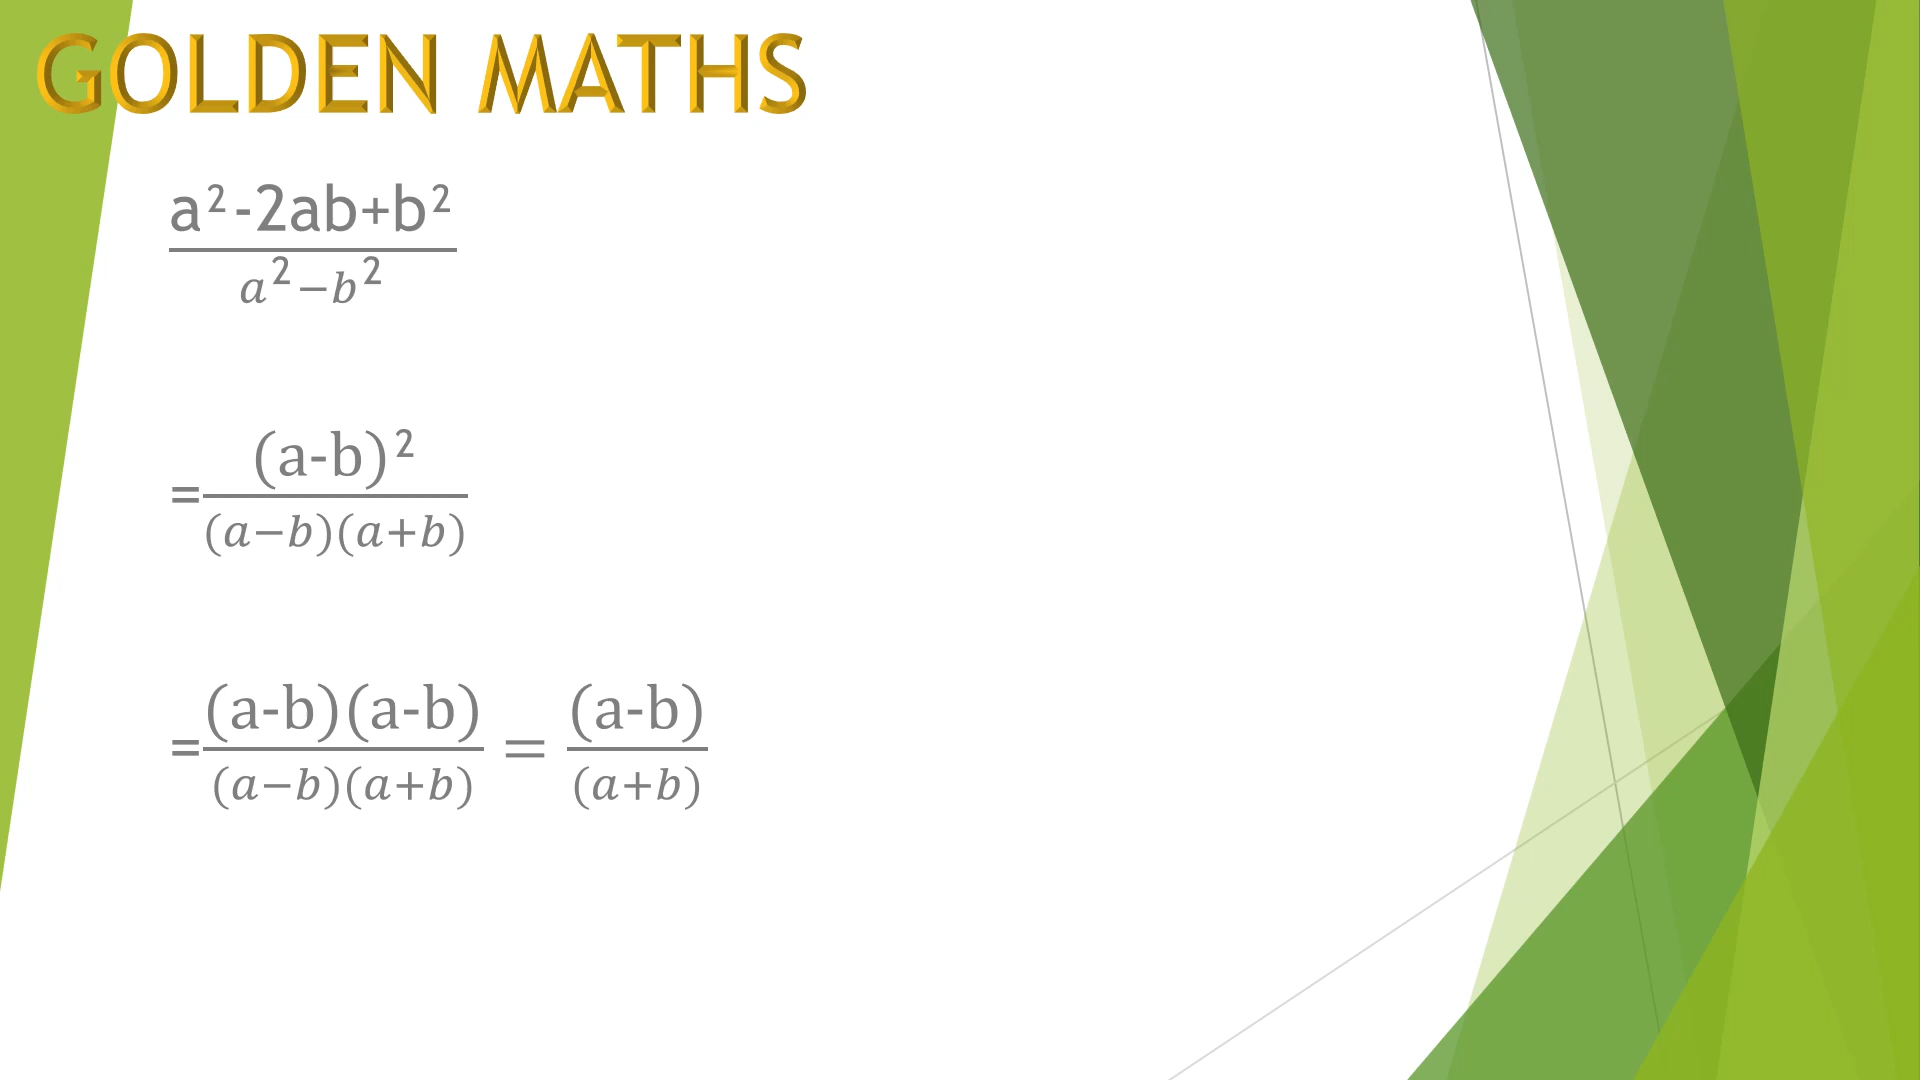 GOLDEN MATHS
a²-2ab+b²
a²−b²
(a-b)²
=
(a−b)(a+b)
(a-b)(a-b) (a-b)
= =
(a−b)(a+b) (a+b)